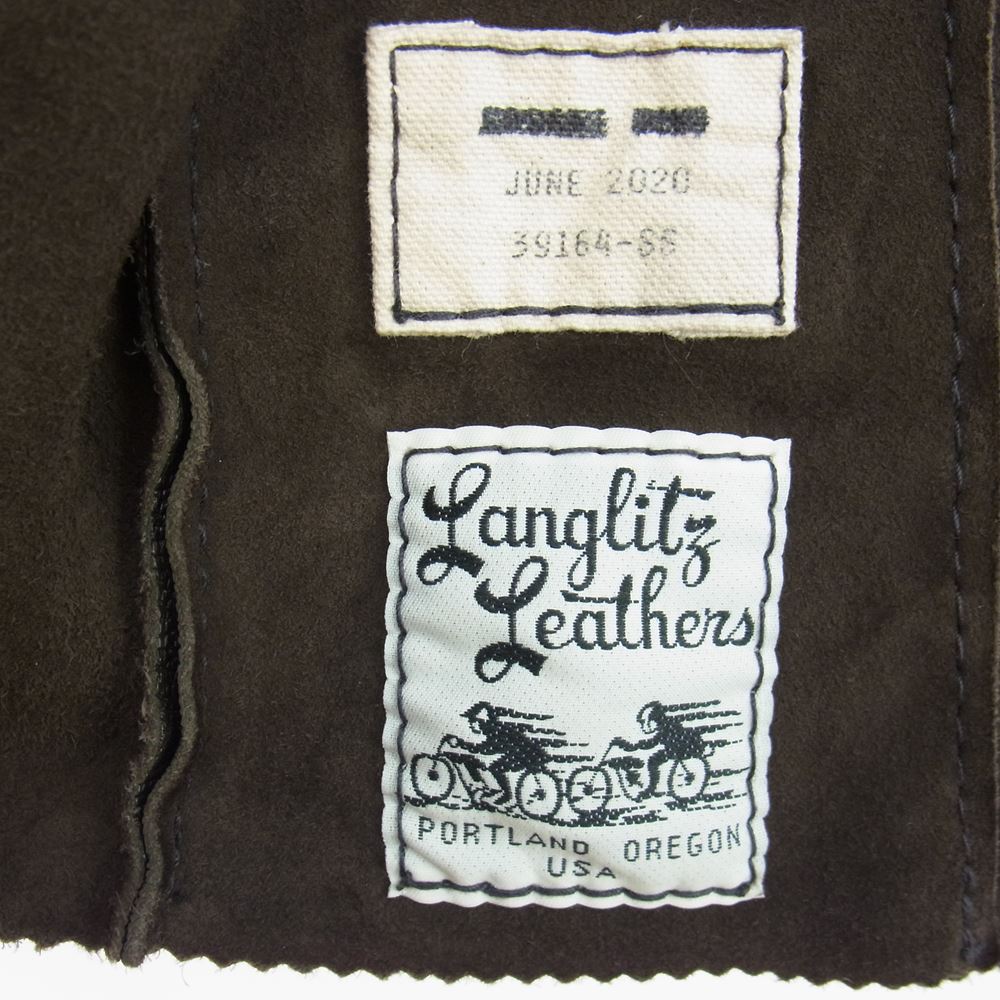 JUNE 2020
39164-SS
Langlitz
Leathers
PORTLAND OREGON
USA